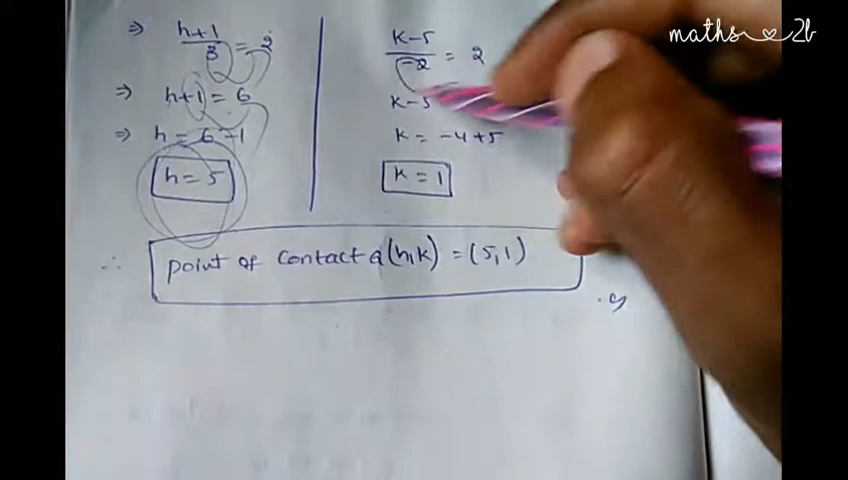 maths ♡ 2b
⇒ h+1/3 = 2
⇒ h+1 = 6
⇒ h = 6-1
h = 5
k-5/-2 = 2
k-5
k = -4+5
k = 1
∴ point of contact Q(h,k) = (5,1)